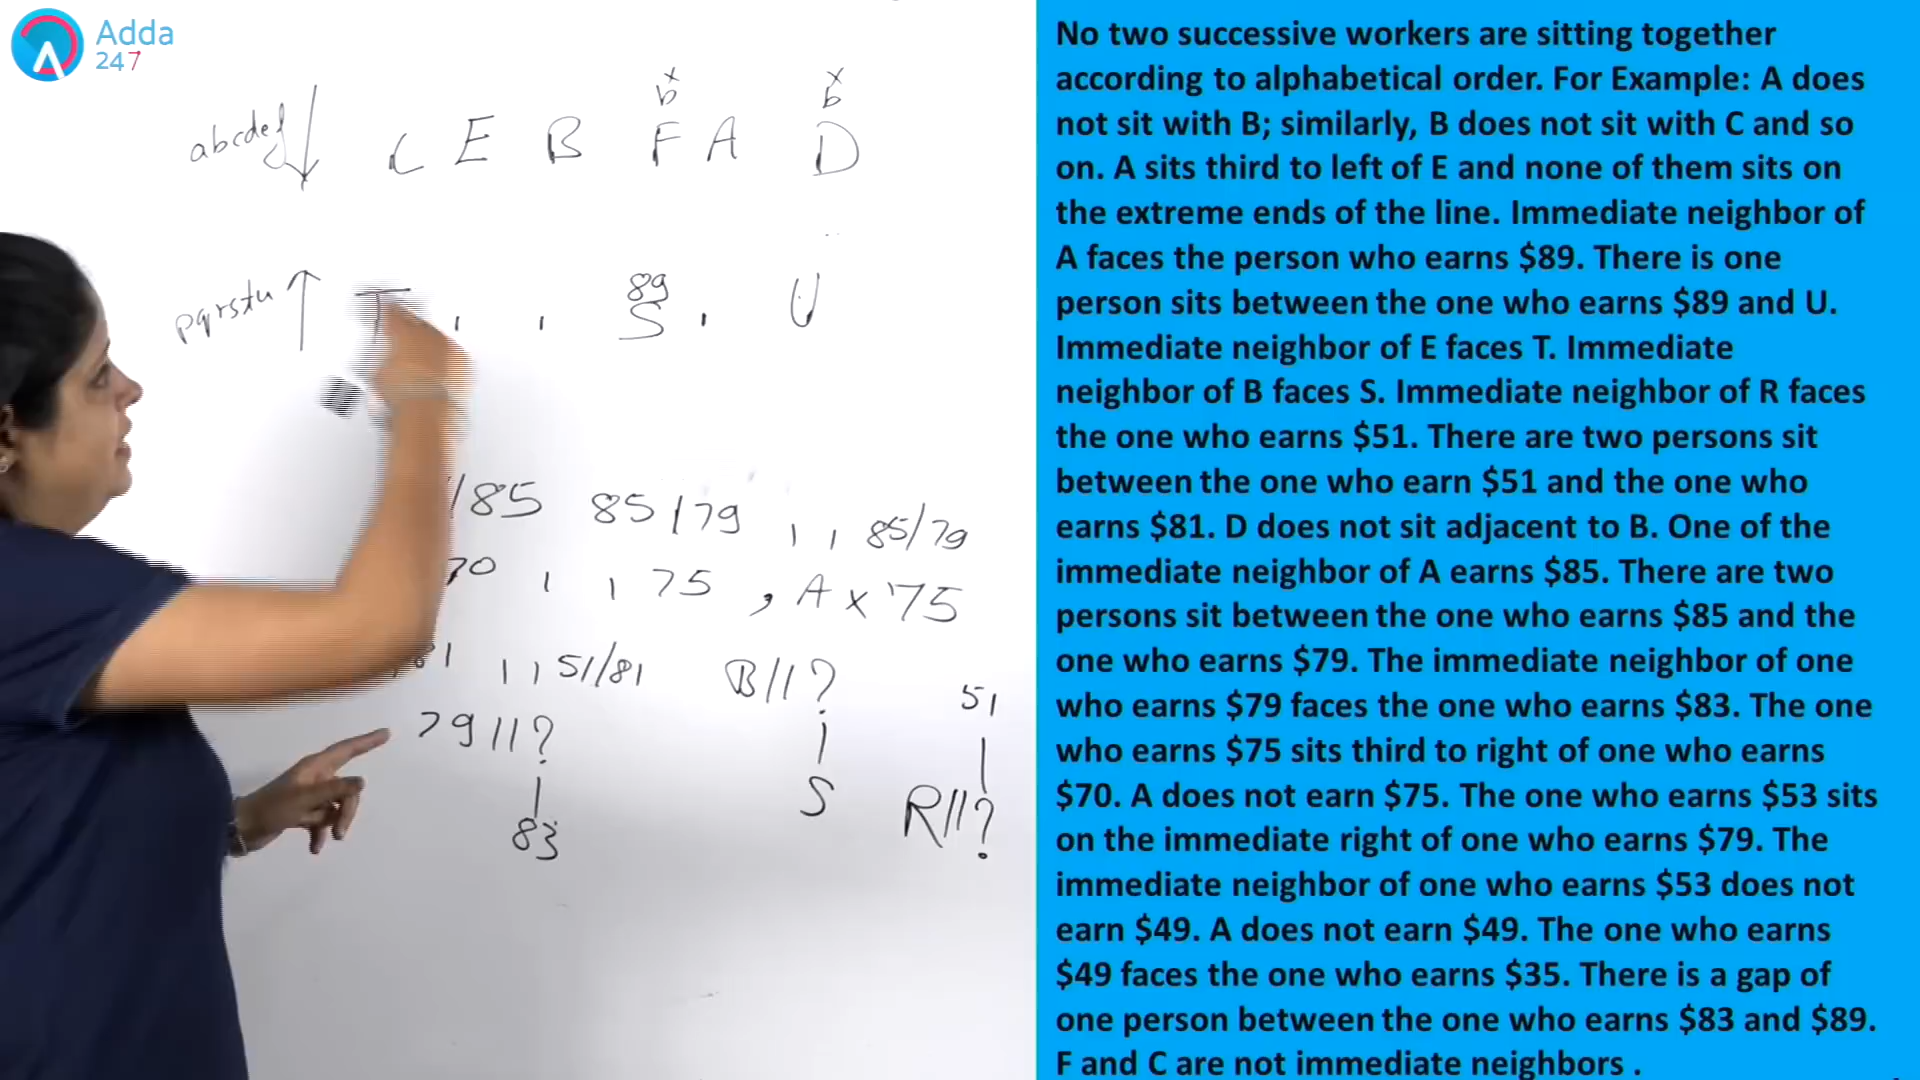 Adda
247
x x
b b
abcdef C E B F A D
89
pqrstu T , , S , U
/85 85/79 , , 85/79
70 , , 75 , A x 75
81 , , 51/81 B//? 51
79//? S R//?
83
No two successive workers are sitting together
according to alphabetical order. For Example: A does
not sit with B; similarly, B does not sit with C and so
on. A sits third to left of E and none of them sits on
the extreme ends of the line. Immediate neighbor of
A faces the person who earns $89. There is one
person sits between the one who earns $89 and U.
Immediate neighbor of E faces T. Immediate
neighbor of B faces S. Immediate neighbor of R faces
the one who earns $51. There are two persons sit
between the one who earn $51 and the one who
earns $81. D does not sit adjacent to B. One of the
immediate neighbor of A earns $85. There are two
persons sit between the one who earns $85 and the
one who earns $79. The immediate neighbor of one
who earns $79 faces the one who earns $83. The one
who earns $75 sits third to right of one who earns
$70. A does not earn $75. The one who earns $53 sits
on the immediate right of one who earns $79. The
immediate neighbor of one who earns $53 does not
earn $49. A does not earn $49. The one who earns
$49 faces the one who earns $35. There is a gap of
one person between the one who earns $83 and $89.
F and C are not immediate neighbors .